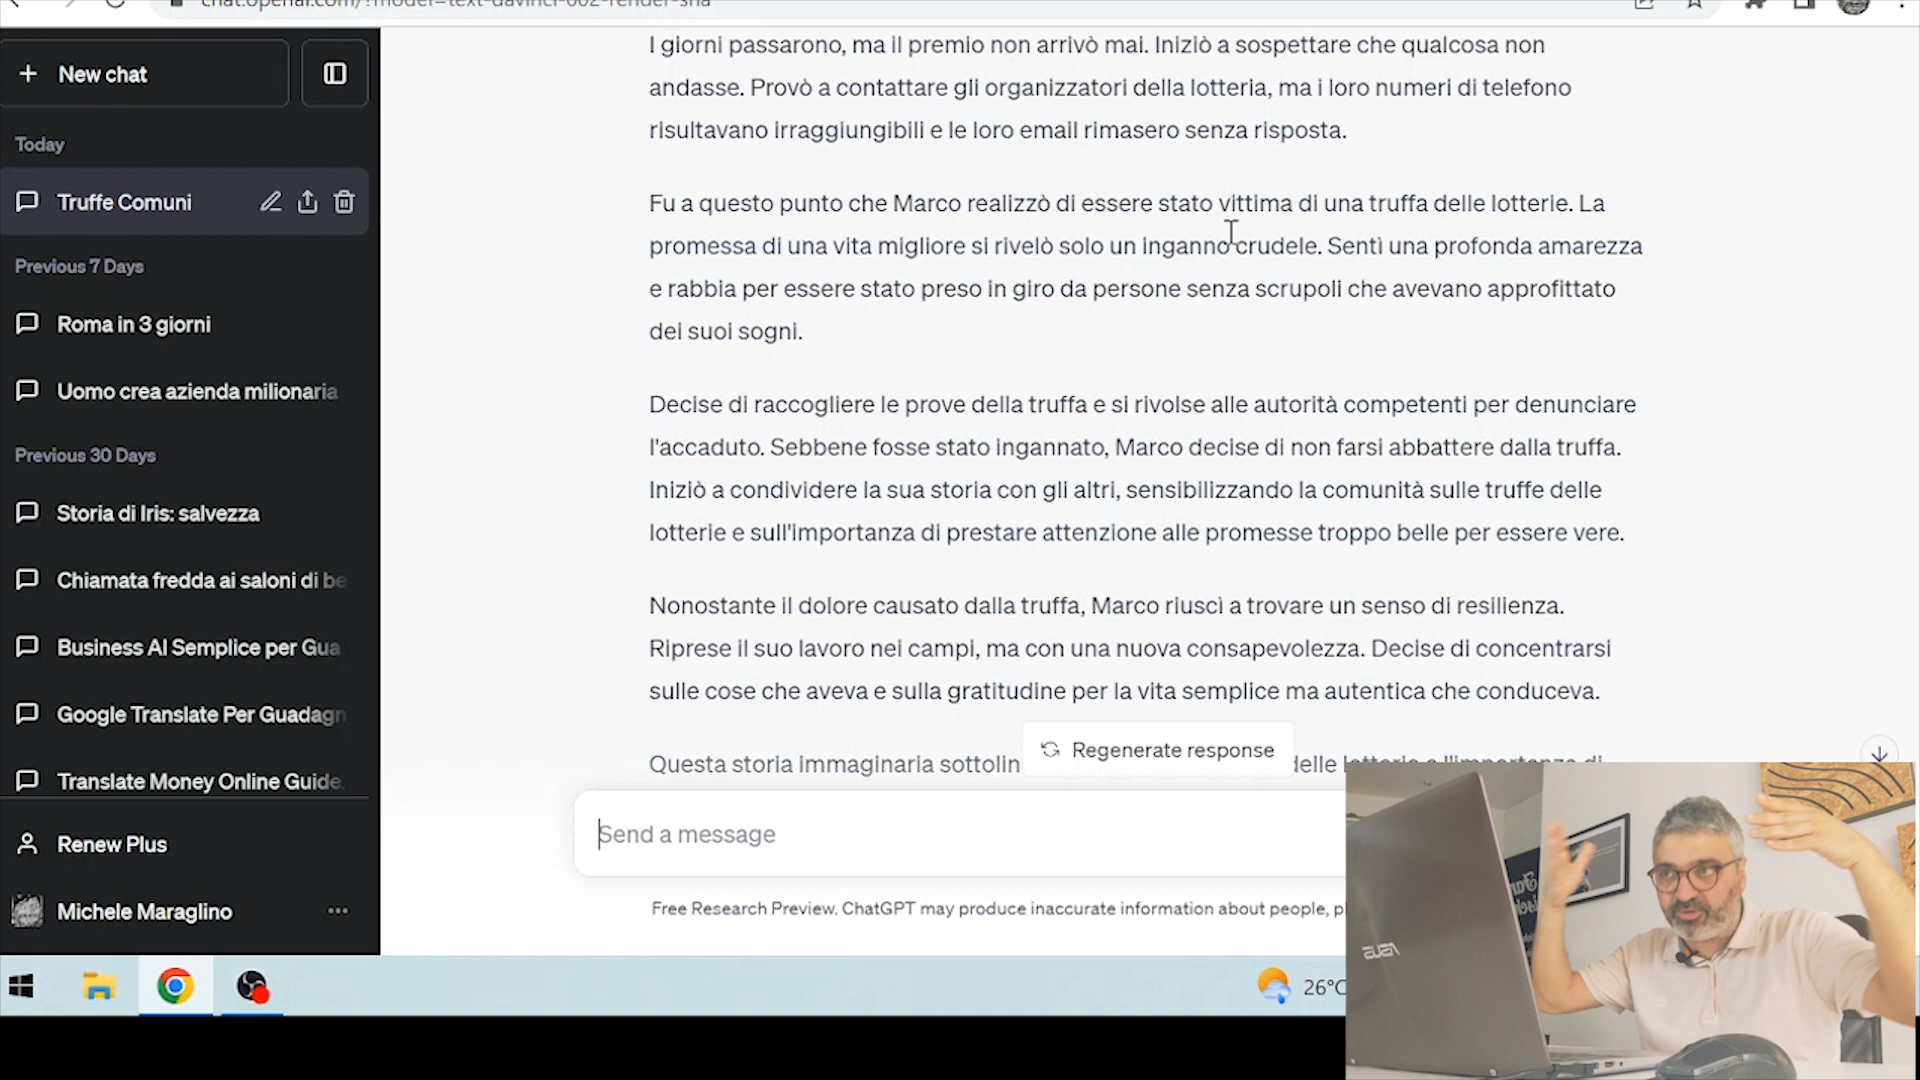 New chat
Today
Truffe Comuni
Previous 7 Days
Roma in 3 giorni
Uomo crea azienda milionaria
Previous 30 Days
Storia di Iris: salvezza
Chiamata fredda ai saloni di be
Business AI Semplice per Gua
Google Translate Per Guadagn
Translate Money Online Guide.
Renew Plus
Michele Maraglino
I giorni passarono, ma il premio non arrivò mai. Iniziò a sospettare che qualcosa non
andasse. Provò a contattare gli organizzatori della lotteria, ma i loro numeri di telefono
risultavano irraggiungibili e le loro email rimasero senza risposta.
Fu a questo punto che Marco realizzò di essere stato vittima di una truffa delle lotterie. La
promessa di una vita migliore si rivelò solo un inganno crudele. Sentì una profonda amarezza
e rabbia per essere stato preso in giro da persone senza scrupoli che avevano approfittato
dei suoi sogni.
Decise di raccogliere le prove della truffa e si rivolse alle autorità competenti per denunciare
l'accaduto. Sebbene fosse stato ingannato, Marco decise di non farsi abbattere dalla truffa.
Iniziò a condividere la sua storia con gli altri, sensibilizzando la comunità sulle truffe delle
lotterie e sull'importanza di prestare attenzione alle promesse troppo belle per essere vere.
Nonostante il dolore causato dalla truffa, Marco riuscì a trovare un senso di resilienza.
Riprese il suo lavoro nei campi, ma con una nuova consapevolezza. Decise di concentrarsi
sulle cose che aveva e sulla gratitudine per la vita semplice ma autentica che conduceva.
Questa storia immaginaria sottolin
Regenerate response
Send a message
Free Research Preview. ChatGPT may produce inaccurate information about people, pl
26°C
ASUS